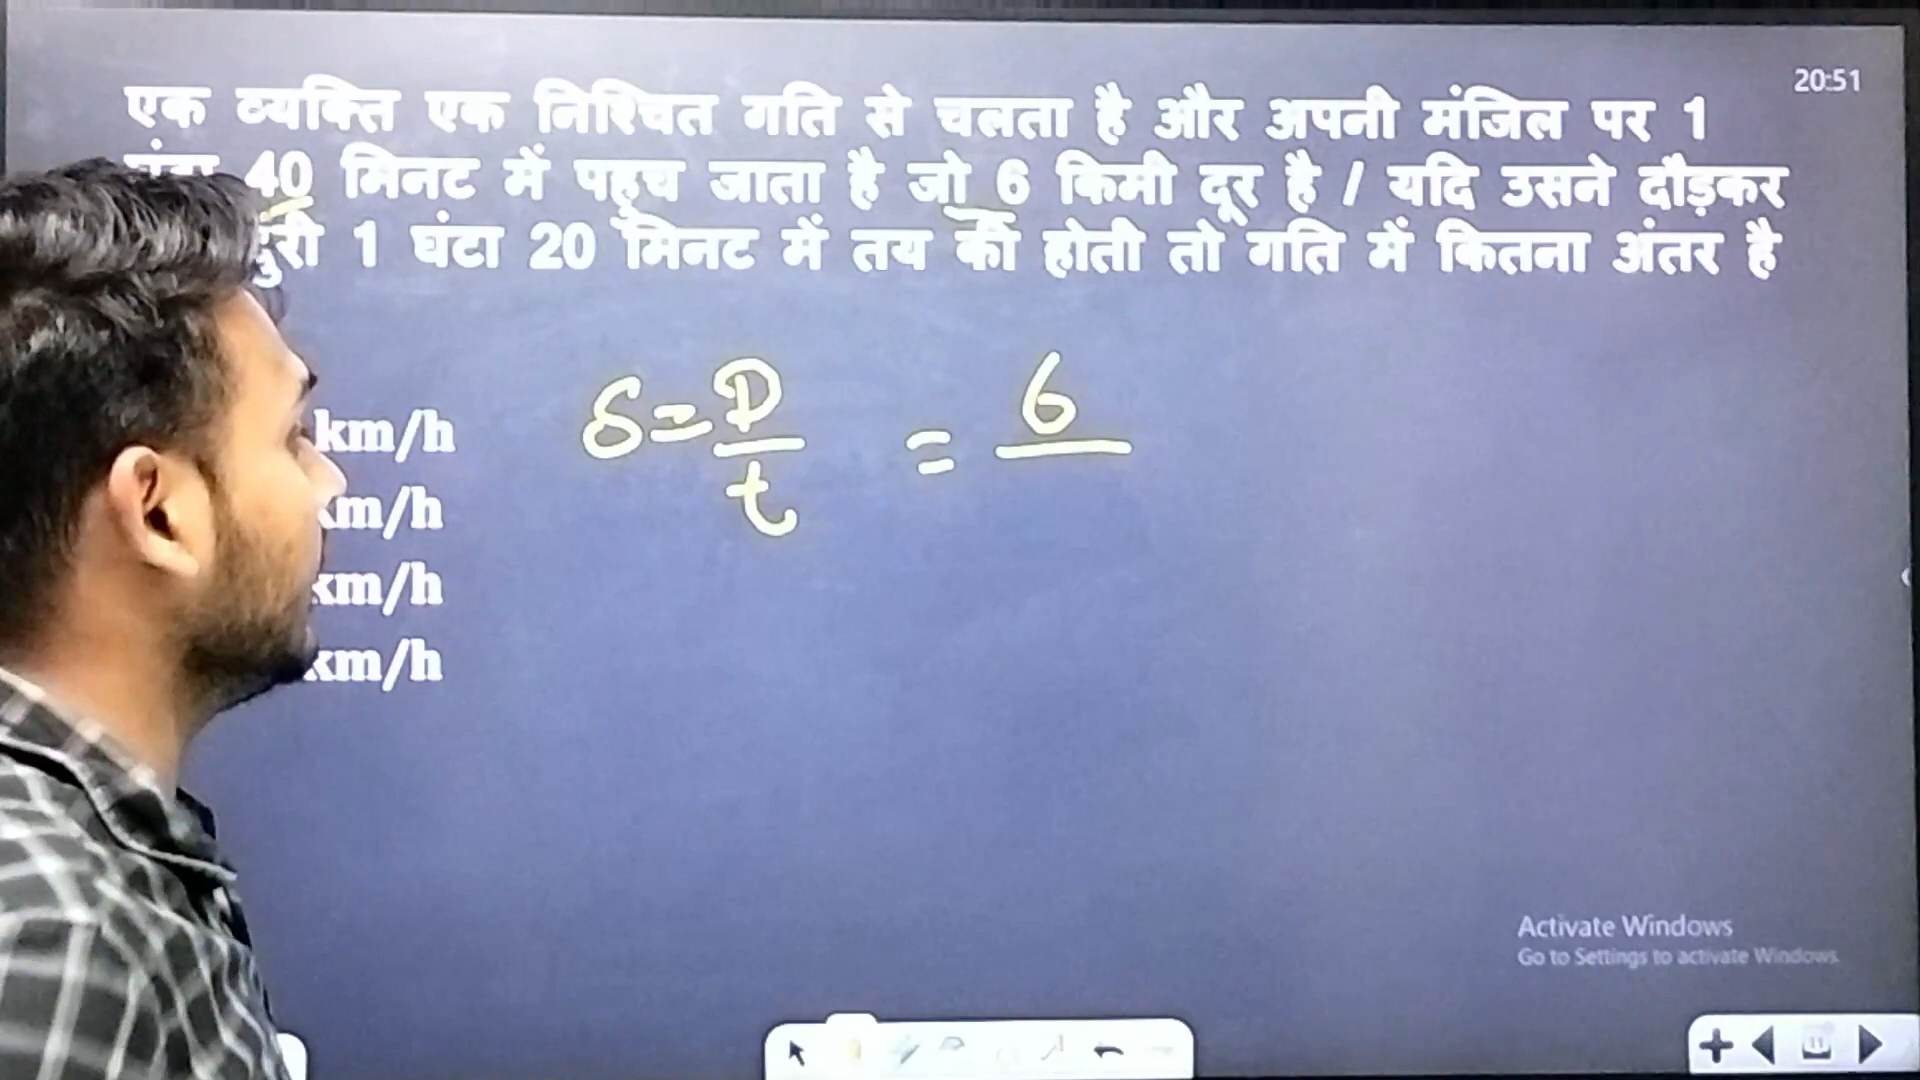 20:51
एक व्यक्ति एक निश्चित गति से चलता है और अपनी मंजिल पर 1
40 मिनट में पहुच जाता है जो 6 किमी दूर है / यदि उसने दौड़कर
1 घंटा 20 मिनट में तय की होती तो गति में कितना अंतर है
km/h
S = D/t = 6
km/h
km/h
km/h
Activate Windows
Go to Settings to activate Windows.
11